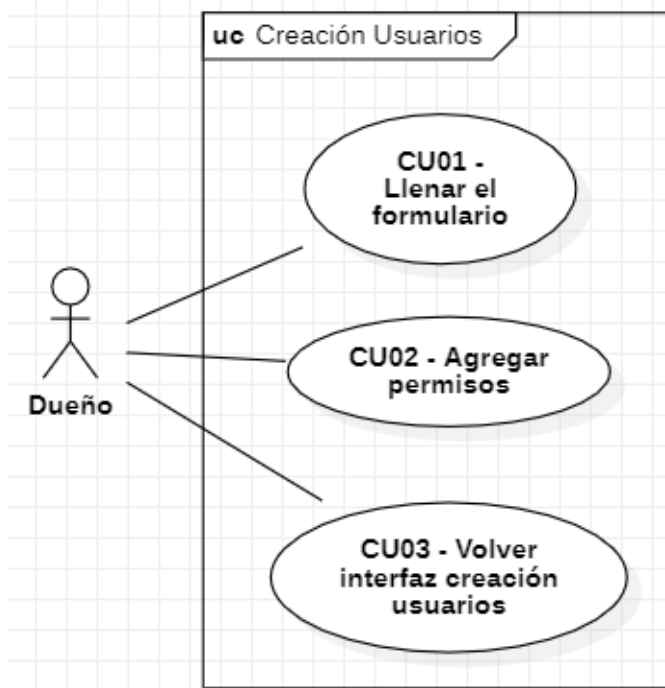 uc Creación Usuarios
CU01 -
Llenar el
formulario
Dueño
CU02 - Agregar
permisos
CU03 - Volver
interfaz creación
usuarios